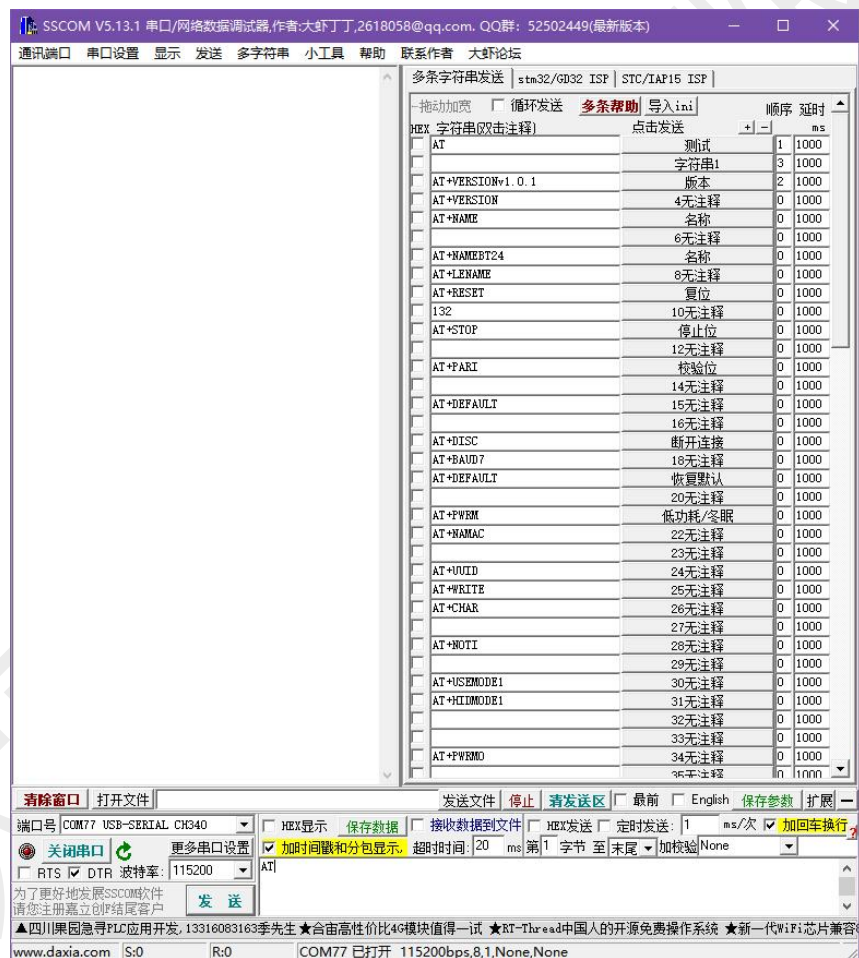 SSCOM V5.13.1 串口/网络数据调试器,作者:大虾丁丁,2618058@qq.com. QQ群: 52502449(最新版本)
通讯端口 串口设置 显示 发送 多字符串 小工具 帮助 联系作者 大虾论坛
多条字符串发送 stm32/GD32 ISP STC/IAP15 ISP
拖动加宽 循环发送 多条帮助 导入ini 顺序 延时
HEX 字符串(双击注释) 点击发送 + - ms
AT 测试 1 1000
字符串1 3 1000
AT+VERSIONv1.0.1 版本 2 1000
AT+VERSION 4无注释 0 1000
AT+NAME 名称 0 1000
6无注释 0 1000
AT+NAMEBT24 名称 0 1000
AT+LENAME 8无注释 0 1000
AT+RESET 复位 0 1000
132 10无注释 0 1000
AT+STOP 停止位 0 1000
12无注释 0 1000
AT+PARI 校验位 0 1000
14无注释 0 1000
AT+DEFAULT 15无注释 0 1000
16无注释 0 1000
AT+DISC 断开连接 0 1000
AT+BAUD7 18无注释 0 1000
AT+DEFAULT 恢复默认 0 1000
20无注释 0 1000
AT+PWRM 低功耗/冬眠 0 1000
AT+NAMAC 22无注释 0 1000
23无注释 0 1000
AT+UUID 24无注释 0 1000
AT+WRITE 25无注释 0 1000
AT+CHAR 26无注释 0 1000
27无注释 0 1000
AT+NOTI 28无注释 0 1000
29无注释 0 1000
AT+USEMODE1 30无注释 0 1000
AT+HIDMODE1 31无注释 0 1000
32无注释 0 1000
33无注释 0 1000
AT+PWRMO 34无注释 0 1000
35无注释 0 1000
清除窗口 打开文件 发送文件 停止 清发送区 最前 English 保存参数 扩展 —
端口号 COM77 USB-SERIAL CH340 HEX显示 保存数据 接收数据到文件 HEX发送 定时发送: 1 ms/次 加回车换行 ?
关闭串口 更多串口设置 加时间戳和分包显示. 超时时间: 20 ms 第 1 字节 至 末尾 加校验 None
RTS DTR 波特率: 115200 AT
为了更好地发展SSCOM软件
请您注册嘉立创F结尾客户 发 送
▲四川果园急寻PLC应用开发,13316083163季先生 ★合宙高性价比4G模块值得一试 ★RT-Thread中国人的开源免费操作系统 ★新一代WiFi芯片兼容8
www.daxia.com S:0 R:0 COM77 已打开 115200bps,8,1,None,None